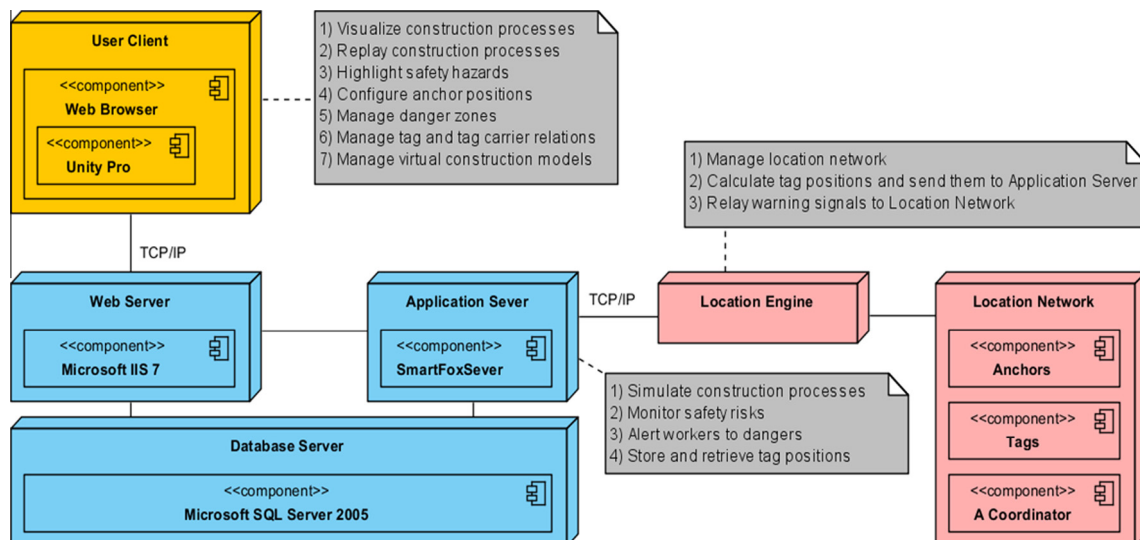 User Client
<<component>>
Web Browser
<<component>>
Unity Pro
1) Visualize construction processes
2) Replay construction processes
3) Highlight safety hazards
4) Configure anchor positions
5) Manage danger zones
6) Manage tag and tag carrier relations
7) Manage virtual construction models
1) Manage location network
2) Calculate tag positions and send them to Application Server
3) Relay warning signals to Location Network
TCP/IP
Web Server
<<component>>
Microsoft IIS 7
Application Sever
<<component>>
SmartFoxSever
TCP/IP
Location Engine
Location Network
<<component>>
Anchors
<<component>>
Tags
<<component>>
A Coordinator
1) Simulate construction processes
2) Monitor safety risks
3) Alert workers to dangers
4) Store and retrieve tag positions
Database Server
<<component>>
Microsoft SQL Server 2005